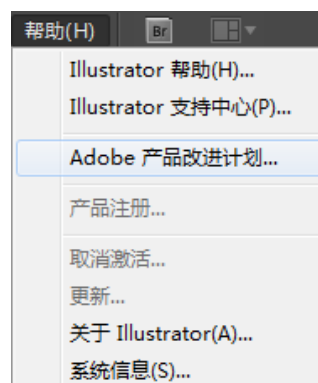 帮助(H) Br
Illustrator 帮助(H)...
Illustrator 支持中心(P)...
Adobe 产品改进计划...
产品注册...
取消激活...
更新...
关于 Illustrator(A)...
系统信息(S)...